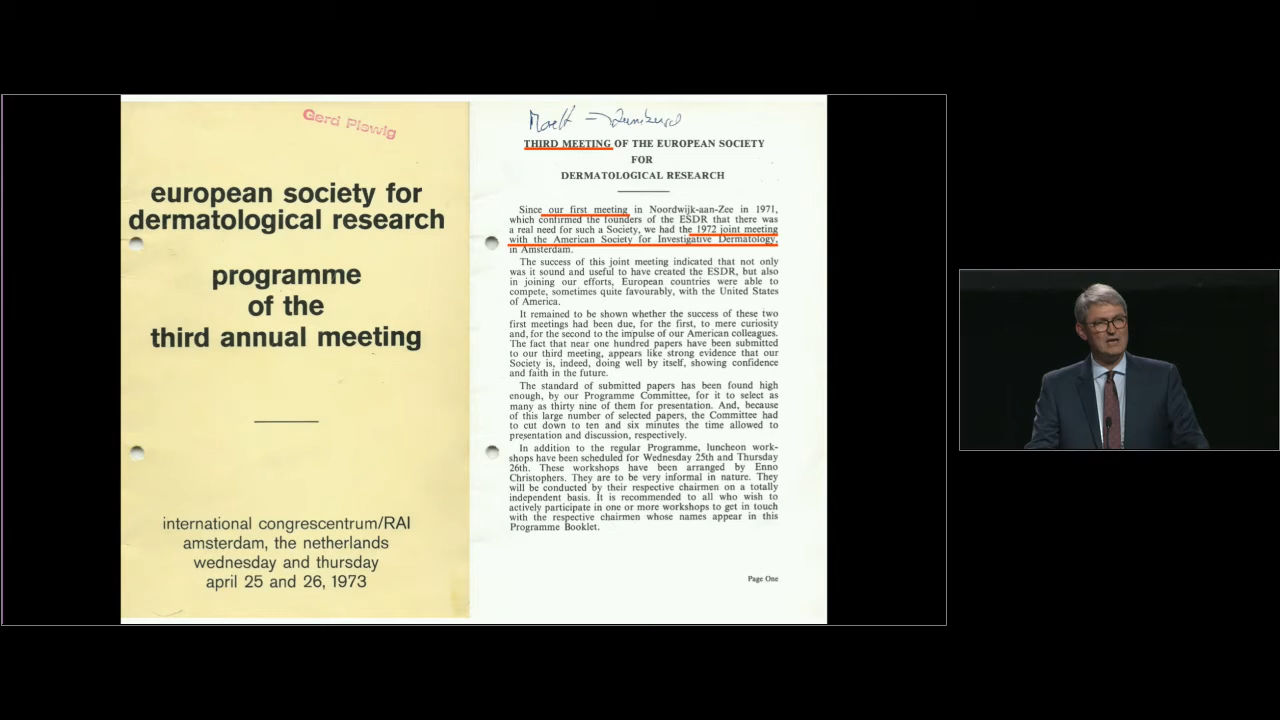 Gerd Plewig
european society for
dermatological research
programme
of the
third annual meeting
international congrescentrum/RAI
amsterdam, the netherlands
wednesday and thursday
april 25 and 26, 1973
THIRD MEETING OF THE EUROPEAN SOCIETY
FOR
DERMATOLOGICAL RESEARCH
Since our first meeting in Noordwijk-aan-Zee in 1971,
which confirmed the founders of the ESDR that there was
a real need for such a Society, we had the 1972 joint meeting
with the American Society for Investigative Dermatology,
in Amsterdam.
The success of this joint meeting indicated that not only
was it sound and useful to have created the ESDR, but also
in joining our efforts, European countries were able to
compete, sometimes quite favourably, with the United States
of America.
It remained to be shown whether the success of these two
first meetings had been due, for the first, to mere curiosity
and, for the second to the impulse of our American colleagues.
The fact that near one hundred papers have been submitted
to our third meeting, appears like strong evidence that our
Society is, indeed, doing well by itself, showing confidence
and faith in the future.
The standard of submitted papers has been found high
enough, by our Programme Committee, for it to select as
many as thirty nine of them for presentation. And, because
of this large number of selected papers, the Committee had
to cut down to ten and six minutes the time allowed to
presentation and discussion, respectively.
In addition to the regular Programme, luncheon work-
shops have been scheduled for Wednesday 25th and Thursday
26th. These workshops have been arranged by Enno
Christophers. They are to be very informal in nature. They
will be conducted by their respective chairmen on a totally
independent basis. It is recommended to all who wish to
actively participate in one or more workshops to get in touch
with the respective chairmen whose names appear in this
Programme Booklet.
Page One